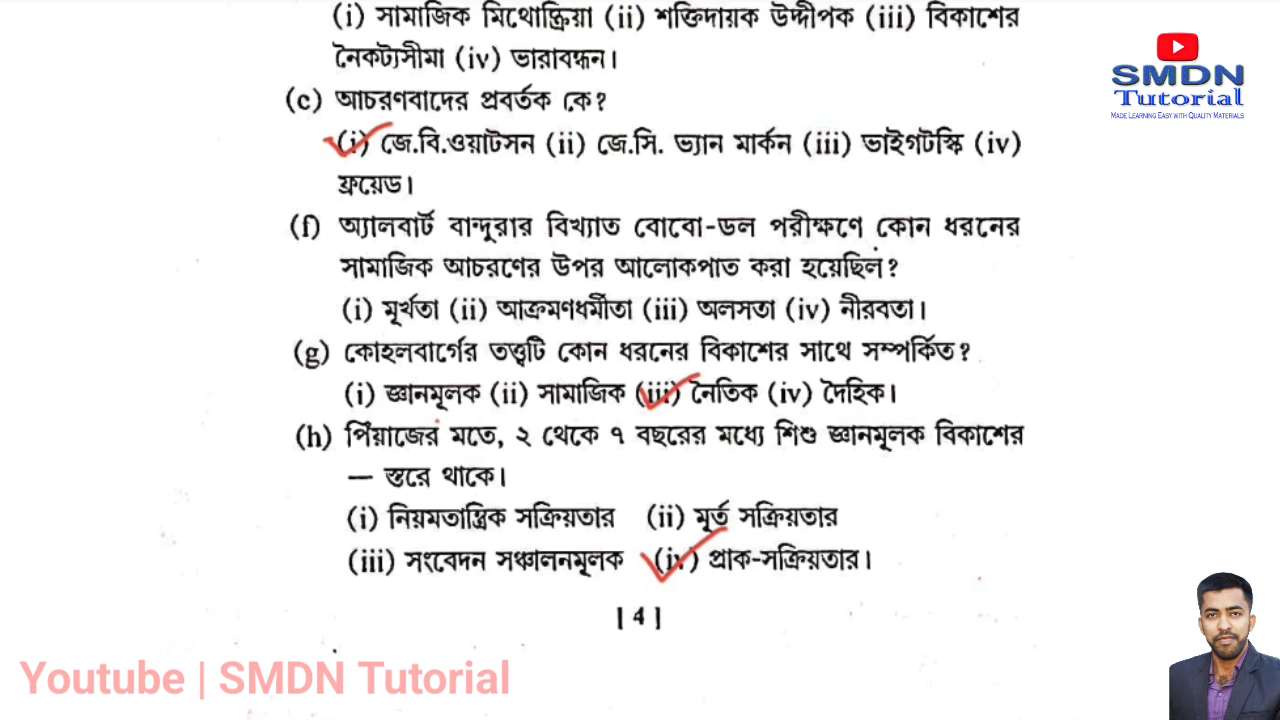 (i) সামাজিক মিথোস্ক্রিয়া (ii) শক্তিদায়ক উদ্দীপক (iii) বিকাশের
নৈকট্যসীমা (iv) ভারাবন্ধন।
(c) আচরণবাদের প্রবর্তক কে?
(i) জে.বি.ওয়াটসন (ii) জে.সি. ভ্যান মার্কন (iii) ভাইগটস্কি (iv)
ফ্রয়েড।
(f) অ্যালবার্ট বান্দুরার বিখ্যাত বোবো-ডল পরীক্ষণে কোন ধরনের
সামাজিক আচরণের উপর আলোকপাত করা হয়েছিল?
(i) মূর্খতা (ii) আক্রমণধর্মীতা (iii) অলসতা (iv) নীরবতা।
(g) কোহলবার্গের তত্ত্বটি কোন ধরনের বিকাশের সাথে সম্পর্কিত?
(i) জ্ঞানমূলক (ii) সামাজিক (iii) নৈতিক (iv) দৈহিক।
(h) পিঁয়াজের মতে, ২ থেকে ৭ বছরের মধ্যে শিশু জ্ঞানমূলক বিকাশের
— স্তরে থাকে।
(i) নিয়মতান্ত্রিক সক্রিয়তার (ii) মূর্ত সক্রিয়তার
(iii) সংবেদন সঞ্চালনমূলক (iv) প্রাক-সক্রিয়তার।
[ 4 ]
SMDN
Tutorial
MADE LEARNING EASY WITH QUALITY MATERIALS
Youtube | SMDN Tutorial